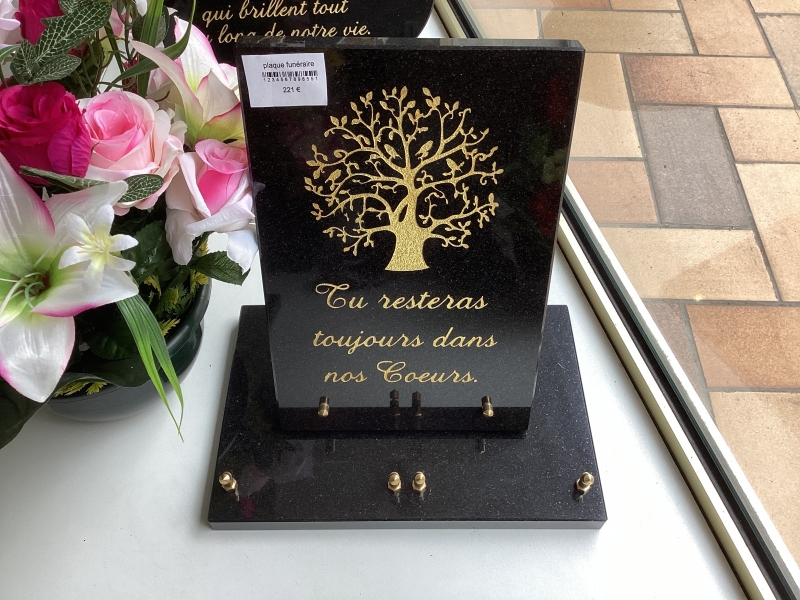 qui brillent tout
long de notre vie.
plaque funéraire
221 €
Tu resteras
toujours dans
nos Coeurs.